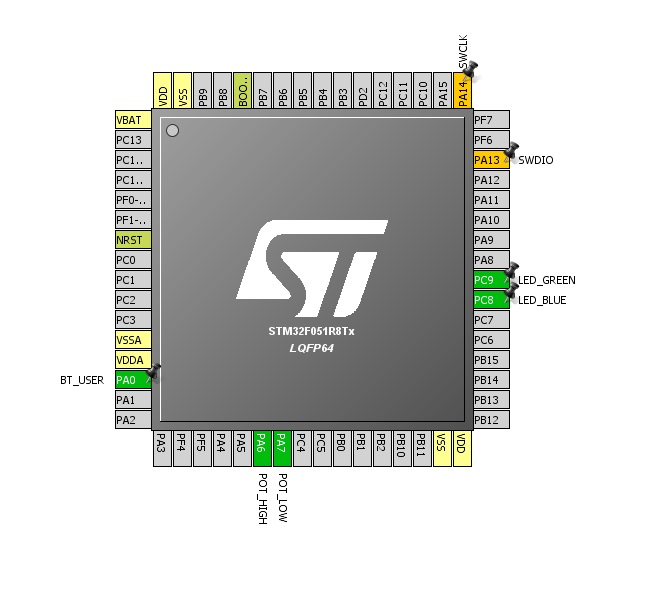 SWCLK
VDD
VSS
PB9
PB8
BOO..
PB7
PB6
PB5
PB4
PB3
PD2
PC12
PC11
PC10
PA15
PA14
VBAT
PC13
PC1..
PC1..
PF0-..
PF1-..
NRST
PC0
PC1
PC2
PC3
VSSA
VDDA
BT_USER PA0
PA1
PA2
PF7
PF6
PA13 SWDIO
PA12
PA11
PA10
PA9
PA8
PC9 LED_GREEN
PC8 LED_BLUE
PC7
PC6
PB15
PB14
PB13
PB12
ST
STM32F051R8Tx
LQFP64
PA3
PF4
PF5
PA4
PA5
PA6
PA7
PC4
PC5
PB0
PB1
PB2
PB10
PB11
VSS
VDD
POT_HIGH
POT_LOW